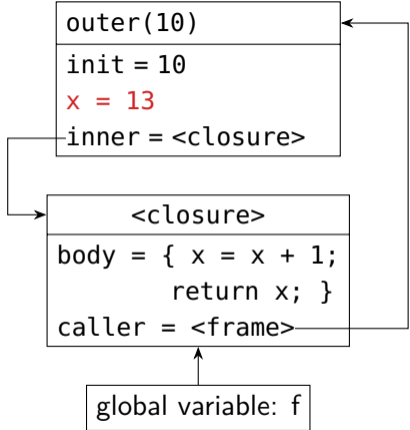 outer(10)
init = 10
x = 13
inner = <closure>
<closure>
body = { x = x + 1;
return x; }
caller = <frame>
global variable: f